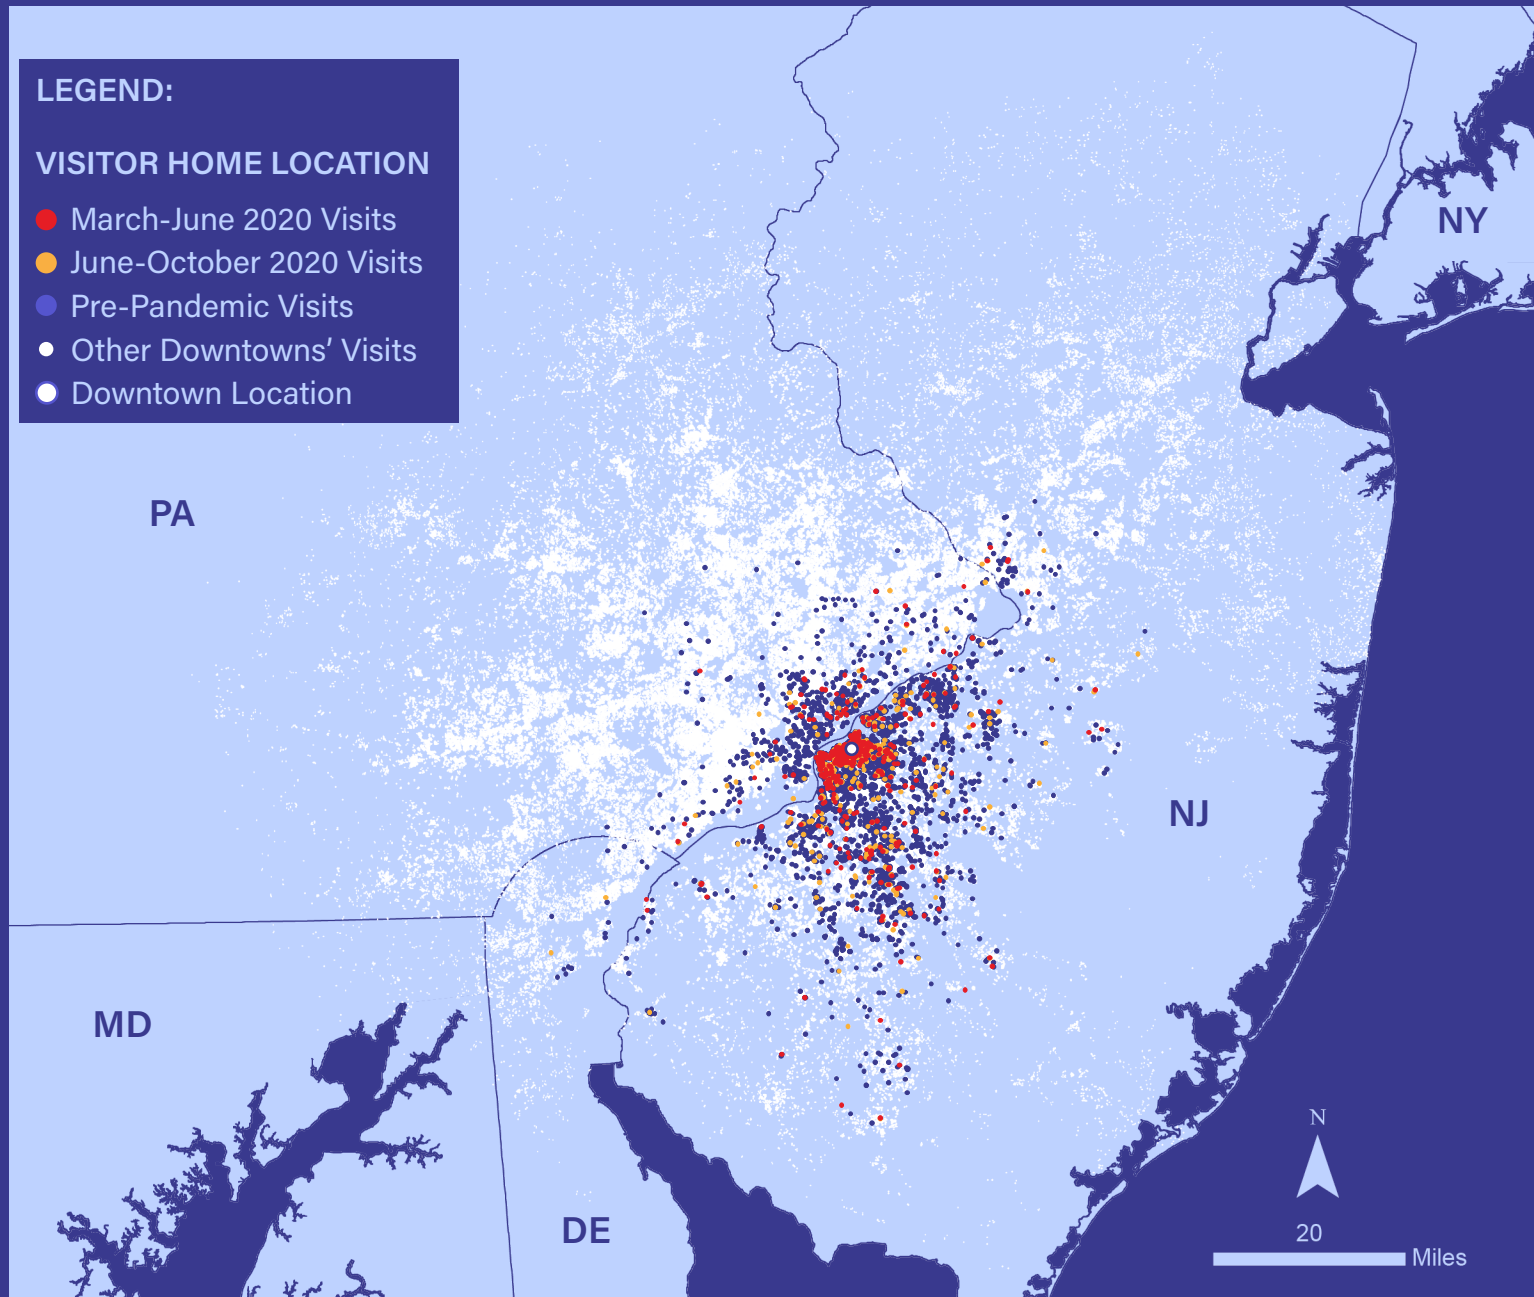 LEGEND:
VISITOR HOME LOCATION
March-June 2020 Visits
June-October 2020 Visits
Pre-Pandemic Visits
Other Downtowns’ Visits
Downtown Location
NY
PA
NJ
MD
DE
N
20
Miles